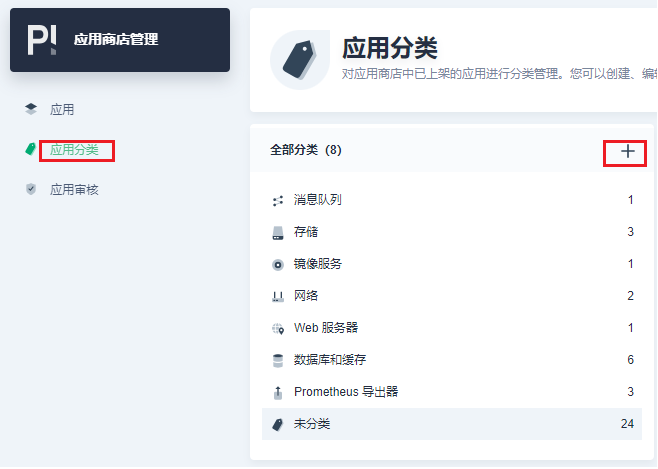 应用商店管理
应用
应用分类
应用审核
应用分类
对应用商店中已上架的应用进行分类管理。您可以创建、编辑
全部分类（8）
消息队列 1
存储 3
镜像服务 1
网络 2
Web 服务器 1
数据库和缓存 6
Prometheus 导出器 3
未分类 24